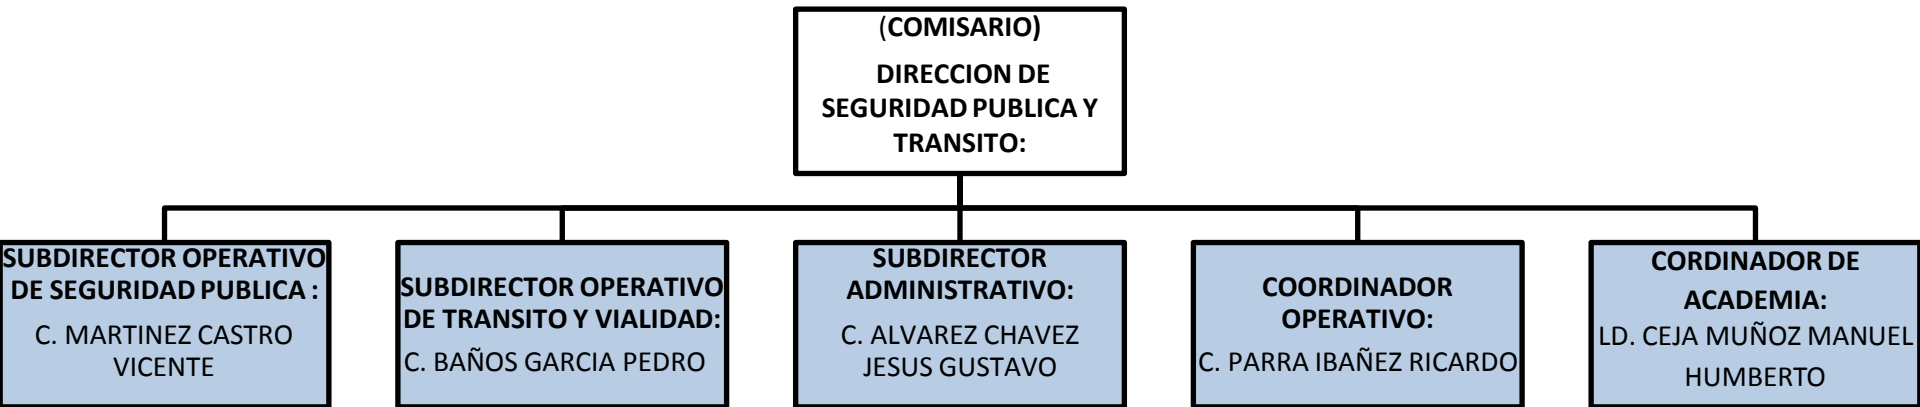 (COMISARIO)
DIRECCION DE
SEGURIDAD PUBLICA Y
TRANSITO:
SUBDIRECTOR OPERATIVO
DE SEGURIDAD PUBLICA :
C. MARTINEZ CASTRO
VICENTE
SUBDIRECTOR OPERATIVO
DE TRANSITO Y VIALIDAD:
C. BAÑOS GARCIA PEDRO
SUBDIRECTOR
ADMINISTRATIVO:
C. ALVAREZ CHAVEZ
JESUS GUSTAVO
COORDINADOR
OPERATIVO:
C. PARRA IBAÑEZ RICARDO
CORDINADOR DE
ACADEMIA:
LD. CEJA MUÑOZ MANUEL
HUMBERTO